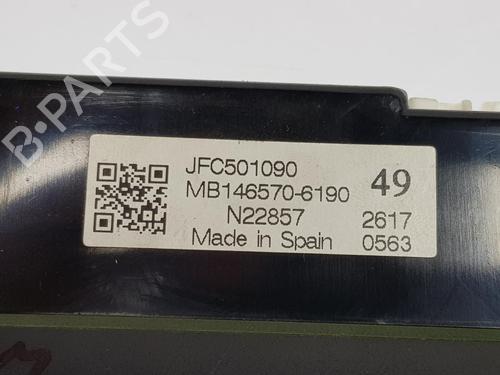 JFC501090
MB146570-6190 49
N22857 2617
Made in Spain 0563
B-PARTS